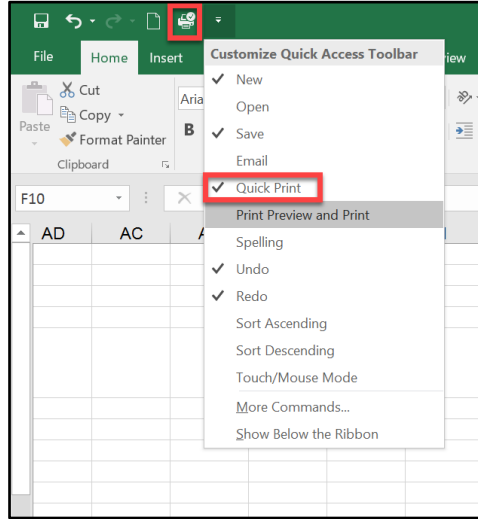 File Home Insert
iew
Customize Quick Access Toolbar
New
Open
Save
Email
Quick Print
Print Preview and Print
Spelling
Undo
Redo
Sort Ascending
Sort Descending
Touch/Mouse Mode
More Commands...
Show Below the Ribbon
Paste
Cut
Copy
Format Painter
Clipboard
Aria
B
F10
AD AC